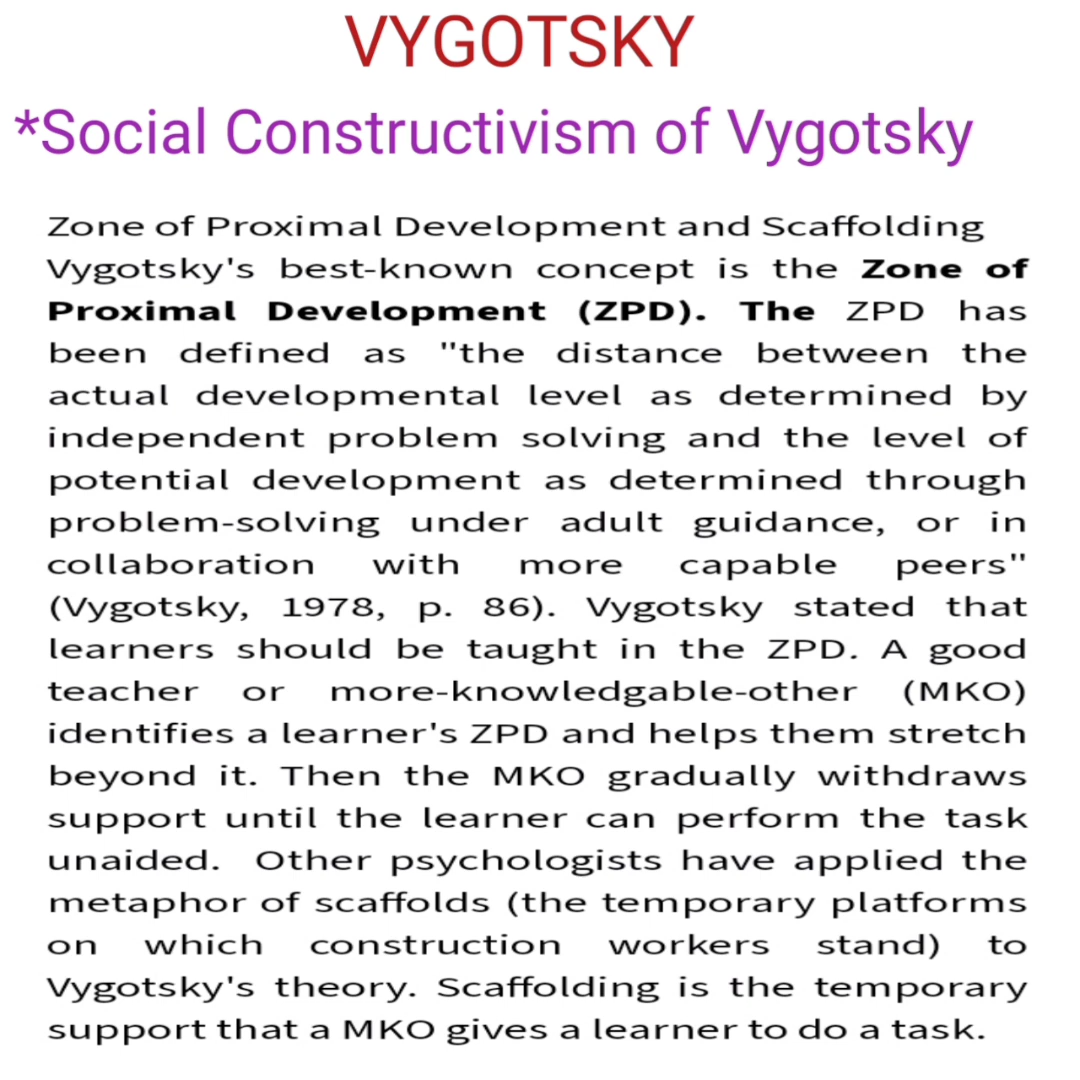 VYGOTSKY
*Social Constructivism of Vygotsky
Zone of Proximal Development and Scaffolding
Vygotsky's best-known concept is the Zone of
Proximal Development (ZPD). The ZPD has
been defined as "the distance between the
actual developmental level as determined by
independent problem solving and the level of
potential development as determined through
problem-solving under adult guidance, or in
collaboration with more capable peers"
(Vygotsky, 1978, p. 86). Vygotsky stated that
learners should be taught in the ZPD. A good
teacher or more-knowledgable-other (MKO)
identifies a learner's ZPD and helps them stretch
beyond it. Then the MKO gradually withdraws
support until the learner can perform the task
unaided. Other psychologists have applied the
metaphor of scaffolds (the temporary platforms
on which construction workers stand) to
Vygotsky's theory. Scaffolding is the temporary
support that a MKO gives a learner to do a task.